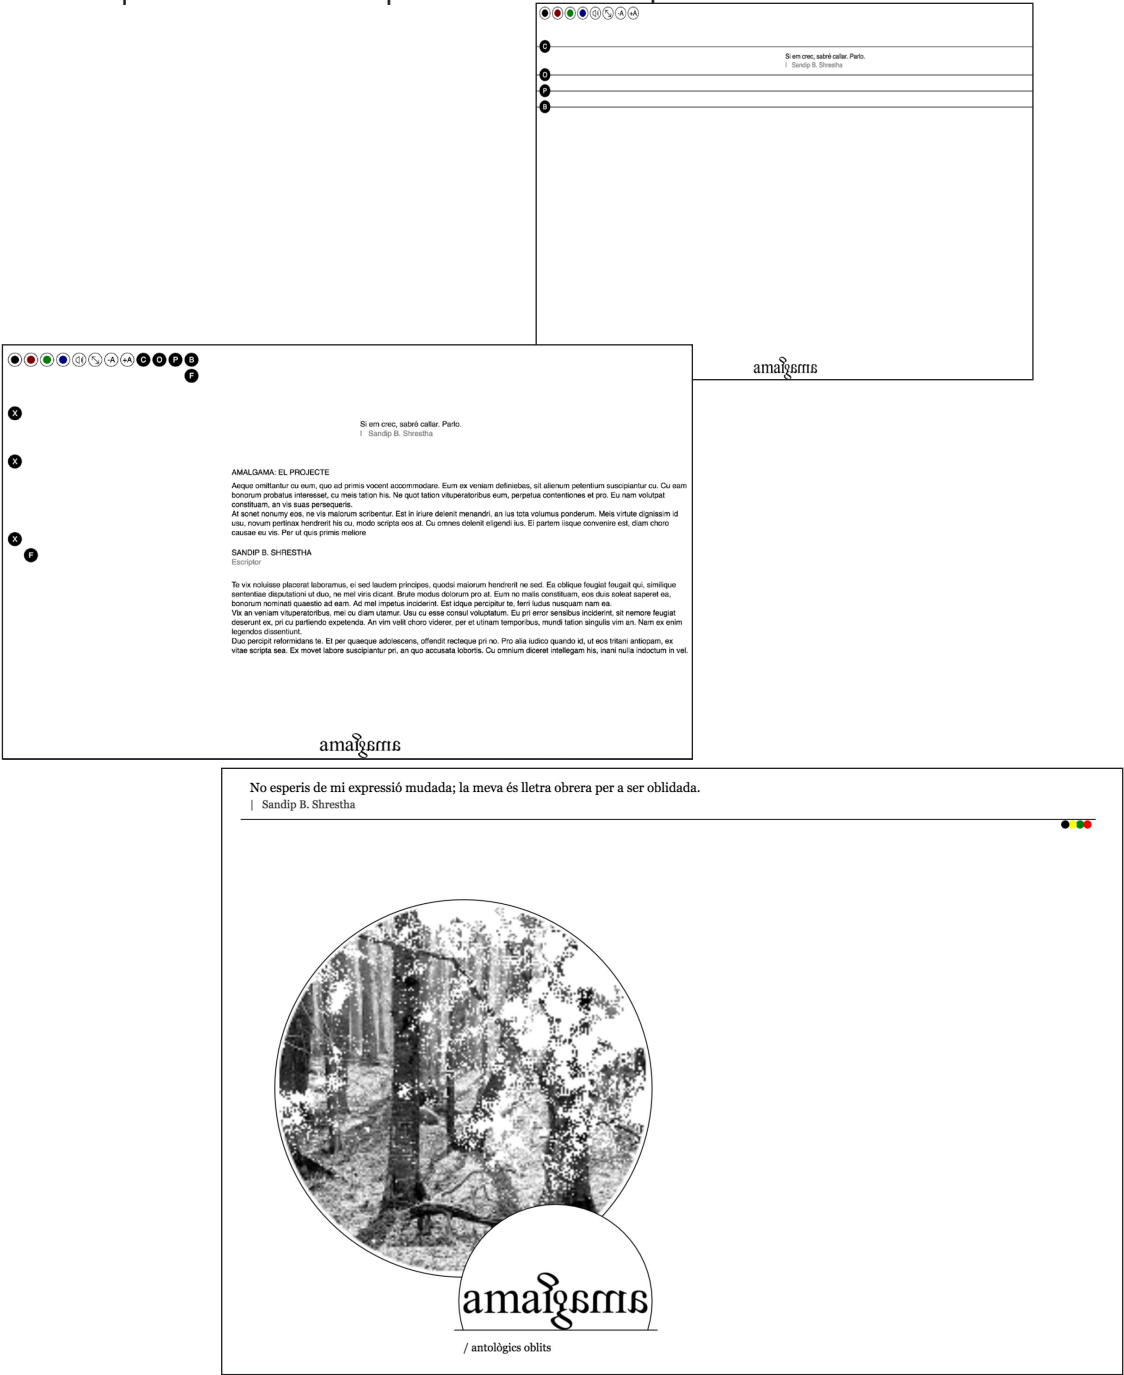 -A +A
C
Si em crec, sabré callar. Parlo.
| Sandip B. Shrestha
O
P
B
amalgama
-A +A C O P B
F
X
Si em crec, sabré callar. Parlo.
| Sandip B. Shrestha
X
AMALGAMA: EL PROJECTE
Aeque omittantur cu eum, quo ad primis vocent accommodare. Eum ex veniam definiebas, sit alienum petentium suscipiantur cu. Cu eam
bonorum probatus interesset, cu meis tation his. Ne quot tation vituperatoribus eum, perpetua contentiones et pro. Eu nam volutpat
constituam, an vis suas persequeris.
At sonet nonumy eos, ne vis malorum scribentur. Est in iriure delenit menandri, an ius tota volumus ponderum. Meis virtute dignissim id
usu, novum pertinax hendrerit his cu, modo scripta eos at. Cu omnes delenit eligendi ius. Ei partem iisque convenire est, diam choro
causae eu vis. Per ut quis primis meliore
X
F
SANDIP B. SHRESTHA
Escriptor
Te vix noluisse placerat laboramus, ei sed laudem principes, quodsi maiorum hendrerit ne sed. Ea oblique feugiat feugait qui, similique
sententiae disputationi ut duo, ne mel viris dicant. Brute modus dolorum pro at. Eum no malis constituam, eos duis soleat saperet ea,
bonorum nominati quaestio ad eam. Ad mel impetus inciderint. Est idque percipitur te, ferri ludus nusquam nam ea.
Vix an veniam vituperatoribus, mei cu diam utamur. Usu cu esse consul voluptatum. Eu pri error sensibus inciderint, sit nemore feugiat
deserunt ex, pri cu partiendo expetenda. An vim velit choro viderer, per et utinam temporibus, mundi tation singulis vim an. Nam ex enim
legendos dissentiunt.
Duo percipit reformidans te. Et per quaeque adolescens, offendit recteque pri no. Pro alia iudico quando id, ut eos tritani antiopam, ex
vitae scripta sea. Ex movet labore suscipiantur pri, an quo accusata lobortis. Cu omnium diceret intellegam his, inani nulla indoctum in vel.
amalgama
No esperis de mi expressió mudada; la meva és lletra obrera per a ser oblidada.
| Sandip B. Shrestha
amalgama
/ antològics oblits